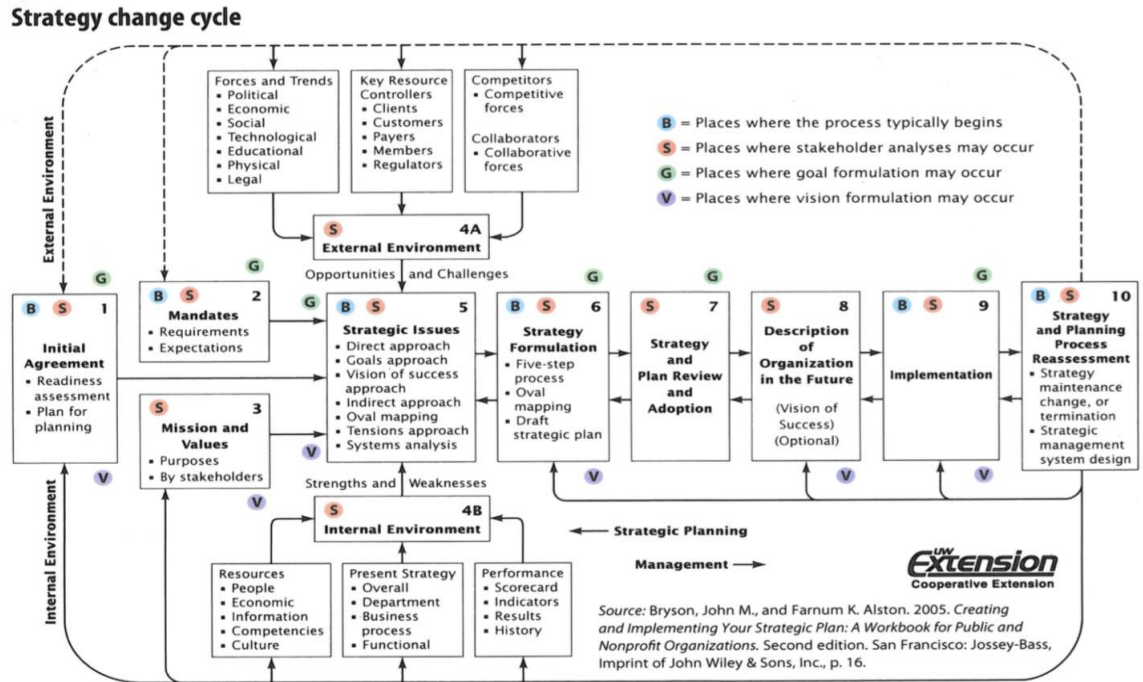 Strategy change cycle
External Environment
Internal Environment
Forces and Trends
▪ Political
▪ Economic
▪ Social
▪ Technological
▪ Educational
▪ Physical
▪ Legal
Key Resource
Controllers
▪ Clients
▪ Customers
▪ Payers
▪ Members
▪ Regulators
Competitors
▪ Competitive
forces
Collaborators
▪ Collaborative
forces
B = Places where the process typically begins
S = Places where stakeholder analyses may occur
G = Places where goal formulation may occur
V = Places where vision formulation may occur
S 4A
External Environment
Opportunities and Challenges
G
B S 1
Initial
Agreement
▪ Readiness
assessment
▪ Plan for
planning
V
G
B S 2
Mandates
▪ Requirements
▪ Expectations
S 3
Mission and
Values
▪ Purposes
▪ By stakeholders
V
G
B S 5
Strategic Issues
▪ Direct approach
▪ Goals approach
▪ Vision of success
approach
▪ Indirect approach
▪ Oval mapping
▪ Tensions approach
▪ Systems analysis
V
G
B S 6
Strategy
Formulation
▪ Five-step
process
▪ Oval
mapping
▪ Draft
strategic plan
V
G
S 7
Strategy
and
Plan Review
and
Adoption
S 8
Description
of
Organization
in the Future
(Vision of
Success)
(Optional)
V
G
B S 9
Implementation
V
B S 10
Strategy
and Planning
Process
Reassessment
▪ Strategy
maintenance
change, or
termination
▪ Strategic
management
system design
Strengths and Weaknesses
S 4B
Internal Environment
Resources
▪ People
▪ Economic
▪ Information
▪ Competencies
▪ Culture
Present Strategy
▪ Overall
▪ Department
▪ Business
process
▪ Functional
Performance
▪ Scorecard
▪ Indicators
▪ Results
▪ History
Strategic Planning
Management
UW
Extension
Cooperative Extension
Source: Bryson, John M., and Farnum K. Alston. 2005. Creating
and Implementing Your Strategic Plan: A Workbook for Public and
Nonprofit Organizations. Second edition. San Francisco: Jossey-Bass,
Imprint of John Wiley & Sons, Inc., p. 16.